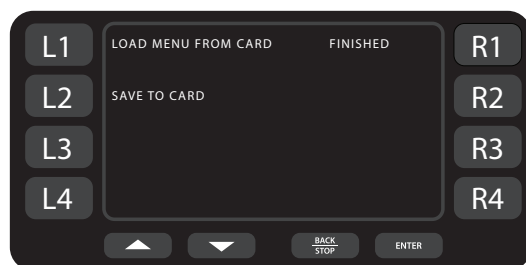 L1 LOAD MENU FROM CARD FINISHED R1
L2 SAVE TO CARD R2
L3 R3
L4 R4
BACK
STOP ENTER